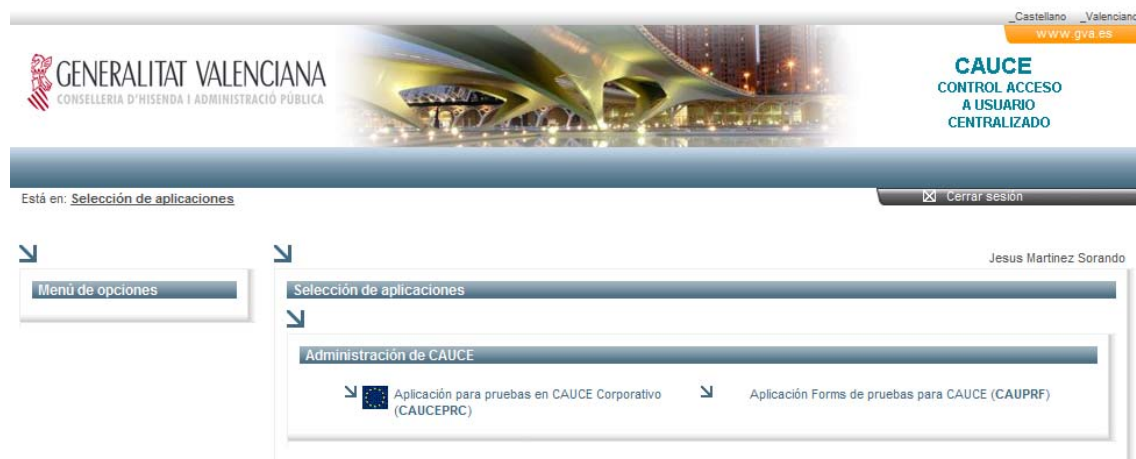 _Castellano _Valenciano
www.gva.es
GENERALITAT VALENCIANA
CONSELLERIA D'HISENDA I ADMINISTRACIÓ PÚBLICA
CAUCE
CONTROL ACCESO
A USUARIO
CENTRALIZADO
Está en: Selección de aplicaciones
Cerrar sesión
Jesus Martinez Sorando
Menú de opciones
Selección de aplicaciones
Administración de CAUCE
Aplicación para pruebas en CAUCE Corporativo
(CAUCEPRC)
Aplicación Forms de pruebas para CAUCE (CAUPRF)